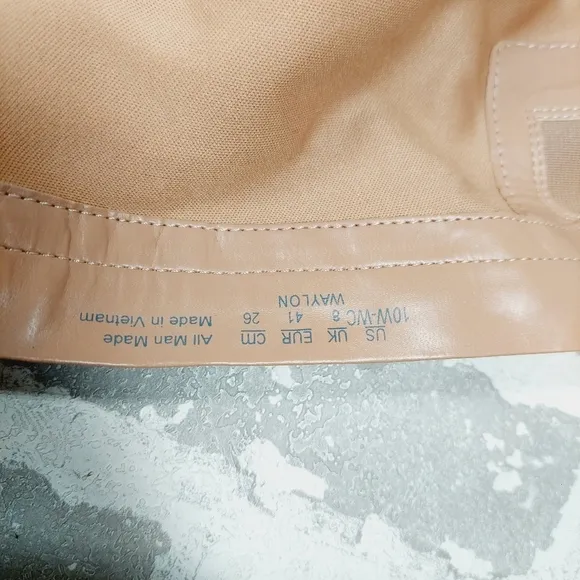 US UK EUR CM All Man Made
10W-WC 8 41 26 Made in Vietnam
WAYLON